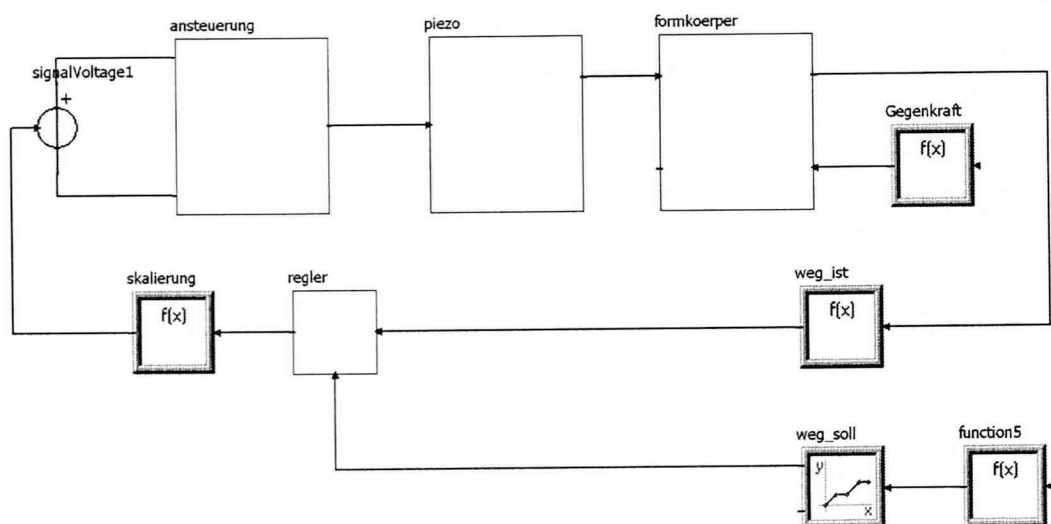 ansteuerung
piezo
formkoerper
signalVoltage1
+
Gegenkraft
f(x)
skalierung
regler
weg_ist
f(x)
f(x)
weg_soll
function5
y
x
f(x)